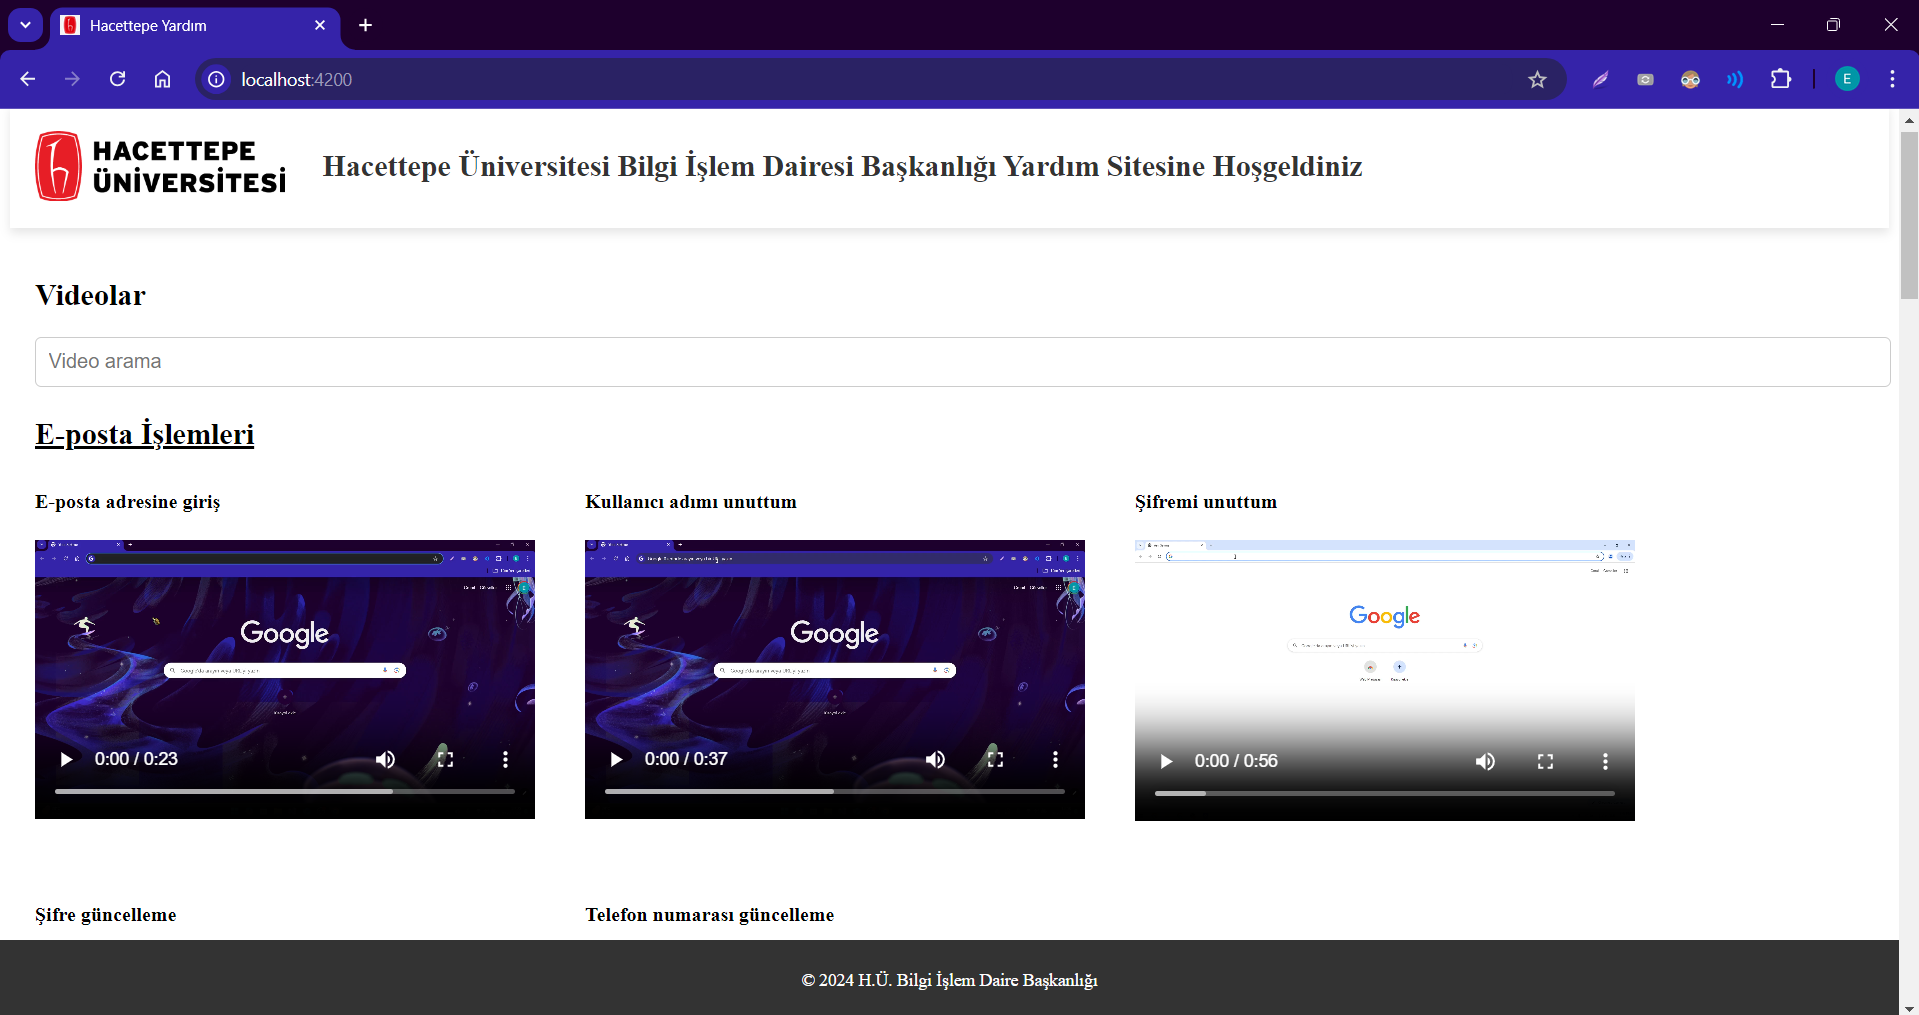 Hacettepe Yardım
localhost:4200
E
HACETTEPE
ÜNİVERSİTESİ
Hacettepe Üniversitesi Bilgi İşlem Dairesi Başkanlığı Yardım Sitesine Hoşgeldiniz
Videolar
Video arama
E-posta İşlemleri
E-posta adresine giriş
Kullanıcı adımı unuttum
Şifremi unuttum
Google
Google
Google
0:00 / 0:23
0:00 / 0:37
0:00 / 0:56
Şifre güncelleme
Telefon numarası güncelleme
© 2024 H.Ü. Bilgi İşlem Daire Başkanlığı